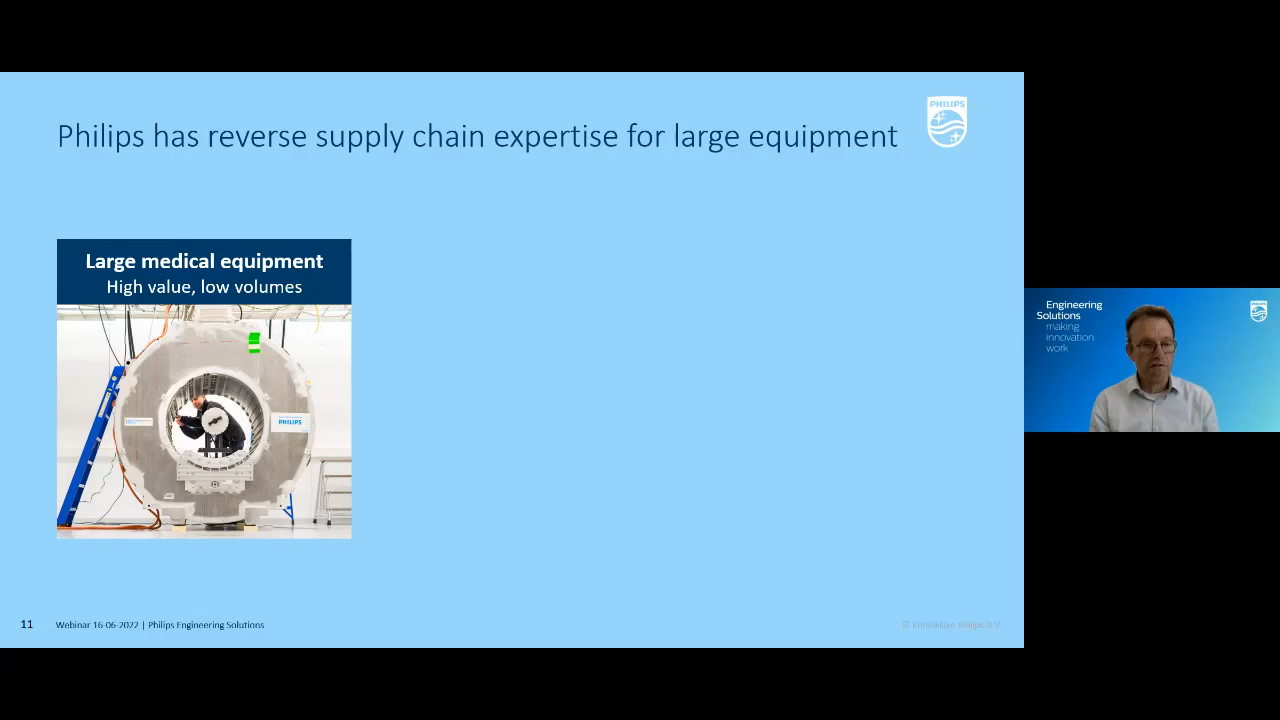 Philips has reverse supply chain expertise for large equipment
PHILIPS
Large medical equipment
High value, low volumes
PHILIPS
Engineering
Solutions
making
innovation
work
11
Webinar 16-06-2022 | Philips Engineering Solutions
© Koninklijke Philips N.V.